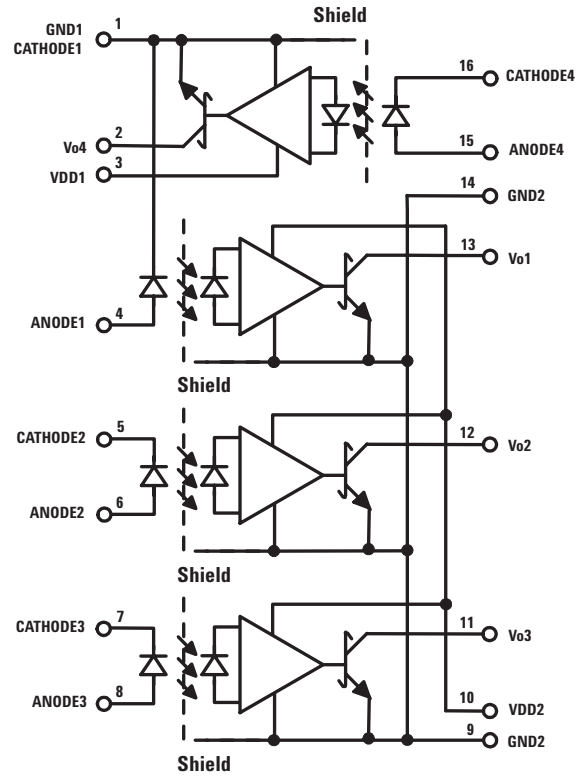 Shield
GND1 1
CATHODE1
16 CATHODE4
2
Vo4
3
VDD1
15 ANODE4
14 GND2
13 Vo1
4
ANODE1
Shield
5
CATHODE2
12 Vo2
6
ANODE2
Shield
7
CATHODE3
11 Vo3
8
ANODE3
10 VDD2
9 GND2
Shield